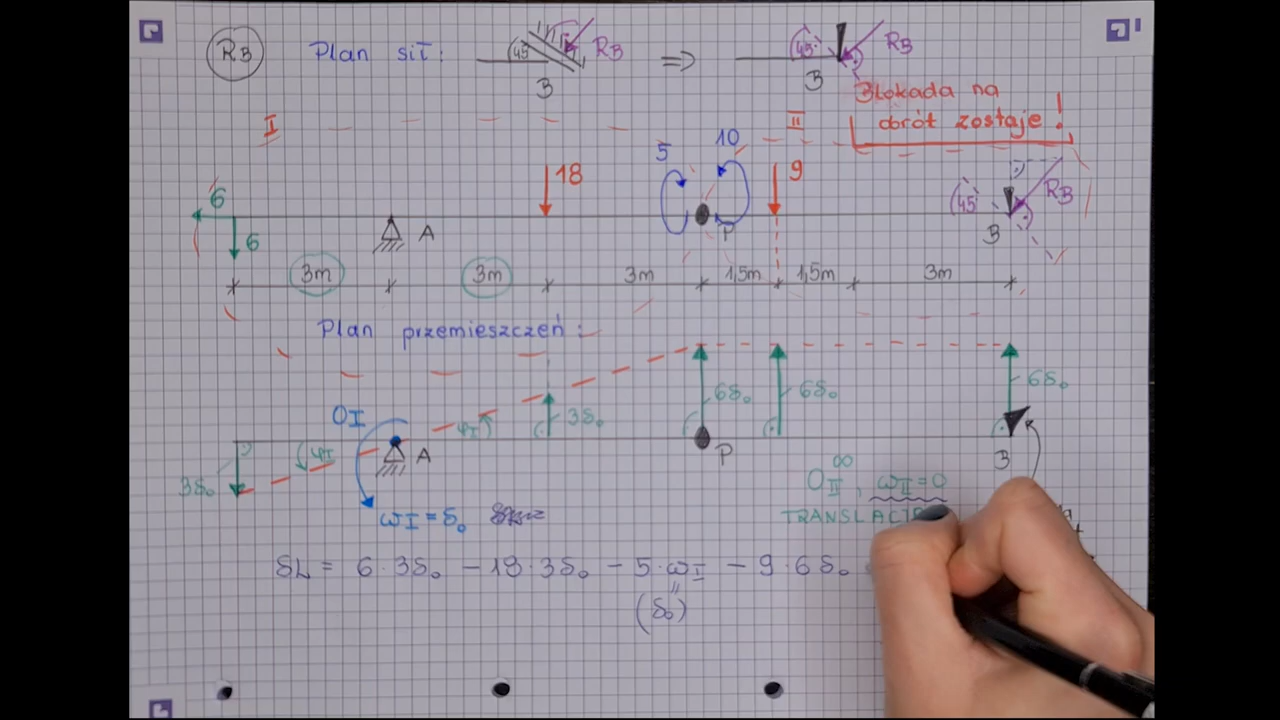 RB Plan sił: 45° RB B ⇒ 45° RB B
Blokada na
obrót zostaje!
I II
5 10
6 18 9
6 A P 45° RB B
3m 3m 3m 1,5m 1,5m 3m
Plan przemieszczeń:
OI 3δ₀ 6δ₀ 6δ₀ 6δ₀
3δ₀ φI A φI P B
ωI = δ₀
OII ∞, ωII = 0
TRANSLACJA
δL = 6·3δ₀ - 18·3δ₀ - 5·ωI - 9·6δ₀
(δ₀)